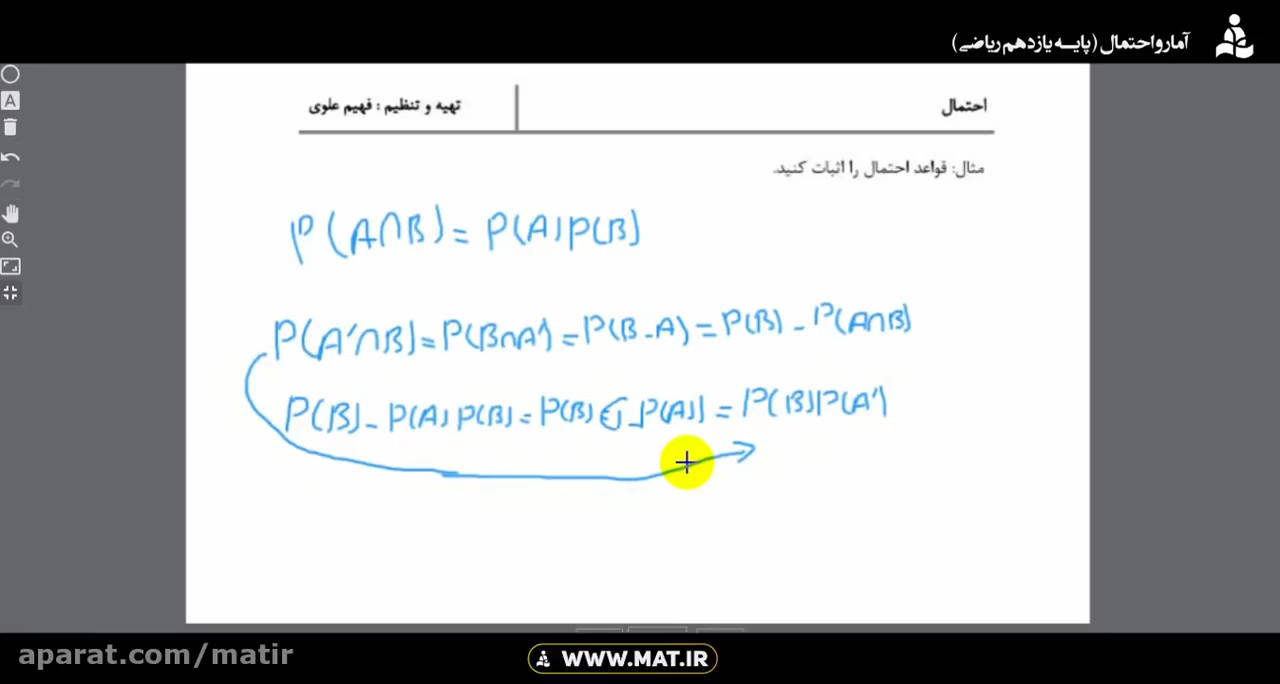 آمار و احتمال (پایه یازدهم ریاضی)
احتمال
تهیه و تنظیم : فهیم علوی
مثال: قواعد احتمال را اثبات کنید.
P(A∩B) = P(A)P(B)
P(A'∩B) = P(B∩A') = P(B-A) = P(B) - P(A∩B)
P(B) - P(A)P(B) = P(B)(1-P(A)) = P(B)P(A')
aparat.com/matir
WWW.MAT.IR